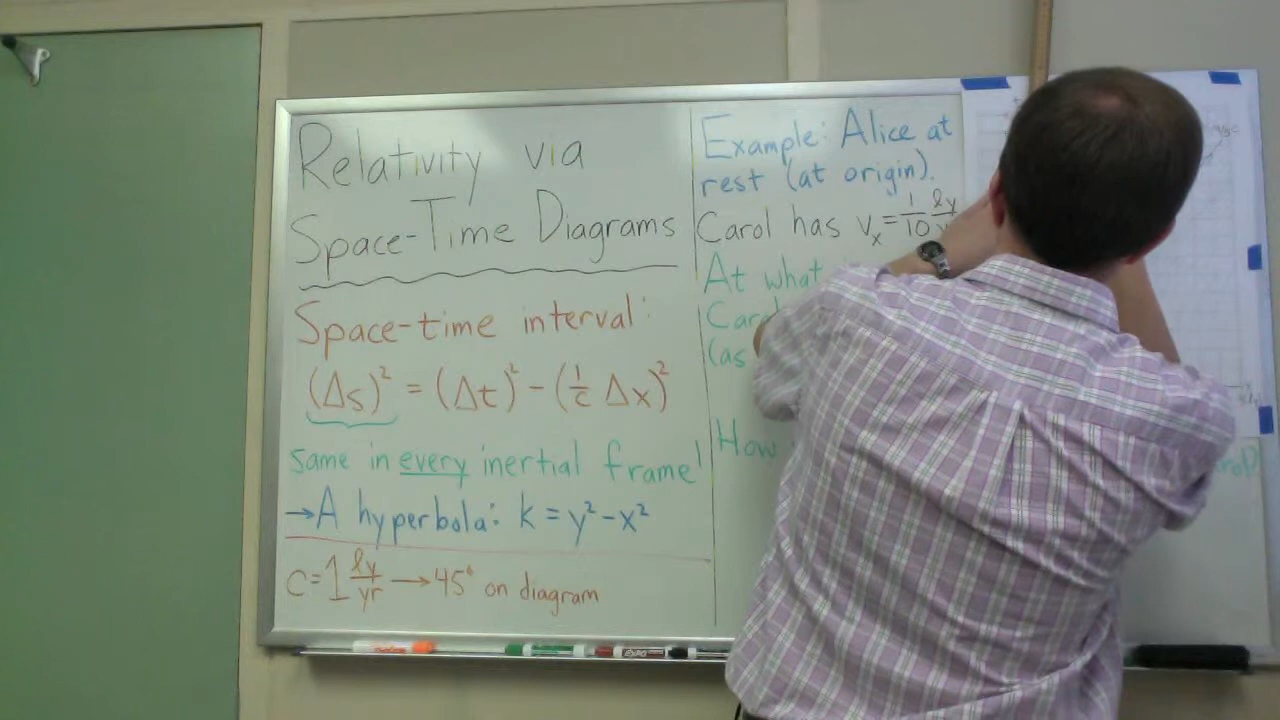 Relativity via
Space-Time Diagrams
Space-time interval:
(Δs)² = (Δt)² - (1/c Δx)²
same in every inertial frame!
→A hyperbola: k = y² - x²
c = 1 ly/yr → 45° on diagram
Example: Alice at
rest (at origin).
Carol has vₓ = 1/10 ly
At what
(as
How
EXPO